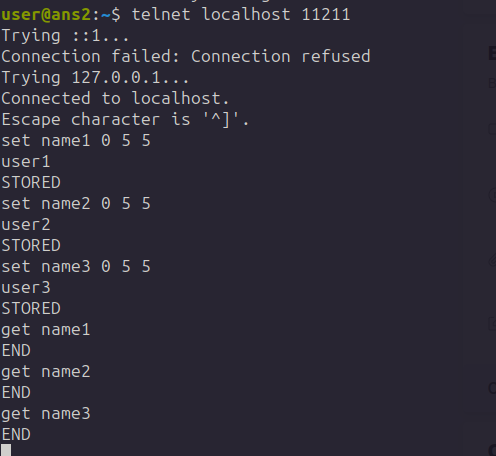 user@ans2:~$ telnet localhost 11211
Trying ::1...
Connection failed: Connection refused
Trying 127.0.0.1...
Connected to localhost.
Escape character is '^]'.
set name1 0 5 5
user1
STORED
set name2 0 5 5
user2
STORED
set name3 0 5 5
user3
STORED
get name1
END
get name2
END
get name3
END